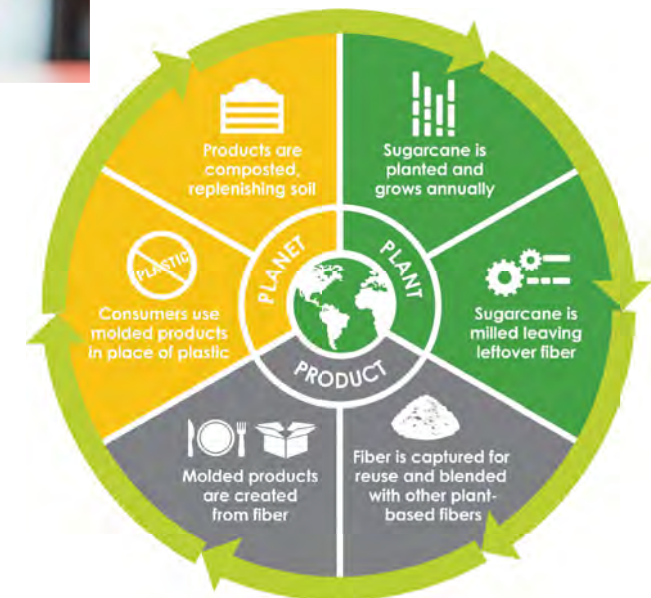 Products are
composted,
replenishing soil
Sugarcane is
planted and
grows annually
PLASTIC
Consumers use
molded products
in place of plastic
PLANET
PLANT
PRODUCT
Sugarcane is
milled leaving
leftover fiber
Molded products
are created
from fiber
Fiber is captured for
reuse and blended
with other plant-
based fibers